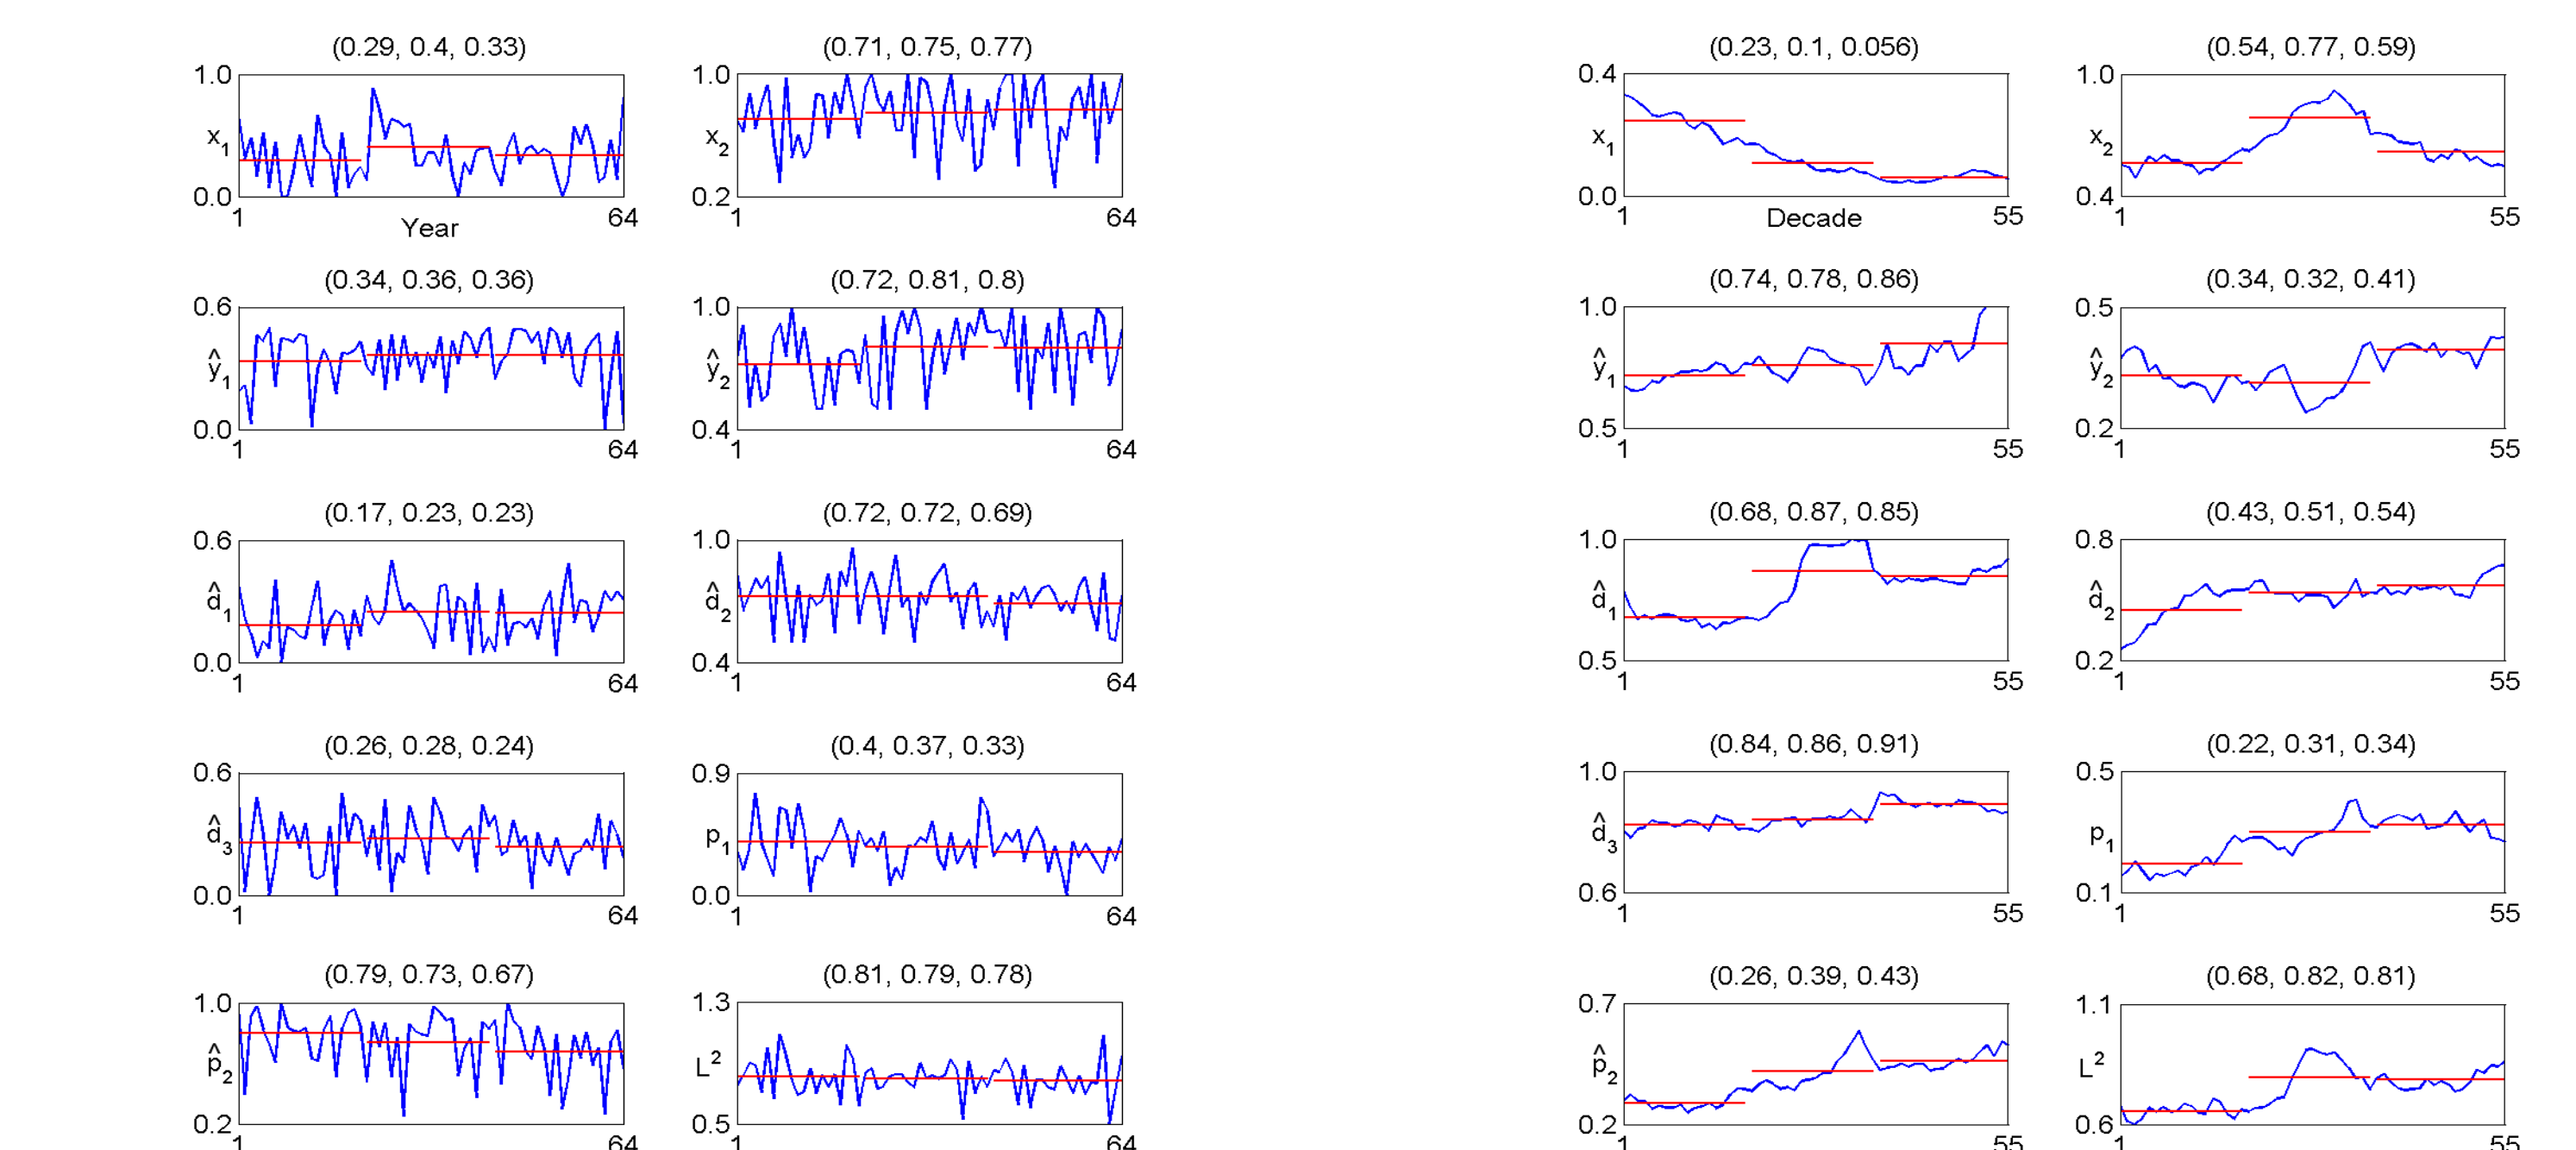 (0.29, 0.4, 0.33) (0.71, 0.75, 0.77) (0.23, 0.1, 0.056) (0.54, 0.77, 0.59)
1.0 1.0 0.4 1.0
x₁ x₂ x₁ x₂
0.0 0.2 0.0 0.4
1 64 1 64 1 55 1 55
Year Decade
(0.34, 0.36, 0.36) (0.72, 0.81, 0.8) (0.74, 0.78, 0.86) (0.34, 0.32, 0.41)
0.6 1.0 1.0 0.5
ŷ₁ ŷ₂ ŷ₁ ŷ₂
0.0 0.4 0.5 0.2
1 64 1 64 1 55 1 55
(0.17, 0.23, 0.23) (0.72, 0.72, 0.69) (0.68, 0.87, 0.85) (0.43, 0.51, 0.54)
0.6 1.0 1.0 0.8
d̂₁ d̂₂ d̂₁ d̂₂
0.0 0.4 0.5 0.2
1 64 1 64 1 55 1 55
(0.26, 0.28, 0.24) (0.4, 0.37, 0.33) (0.84, 0.86, 0.91) (0.22, 0.31, 0.34)
0.6 0.9 1.0 0.5
d̂₃ p₁ d̂₃ p₁
0.0 0.0 0.6 0.1
1 64 1 64 1 55 1 55
(0.79, 0.73, 0.67) (0.81, 0.79, 0.78) (0.26, 0.39, 0.43) (0.68, 0.82, 0.81)
1.0 1.3 0.7 1.1
p̂₂ L² p̂₂ L²
0.2 0.5 0.2 0.6
1 64 1 64 1 55 1 55